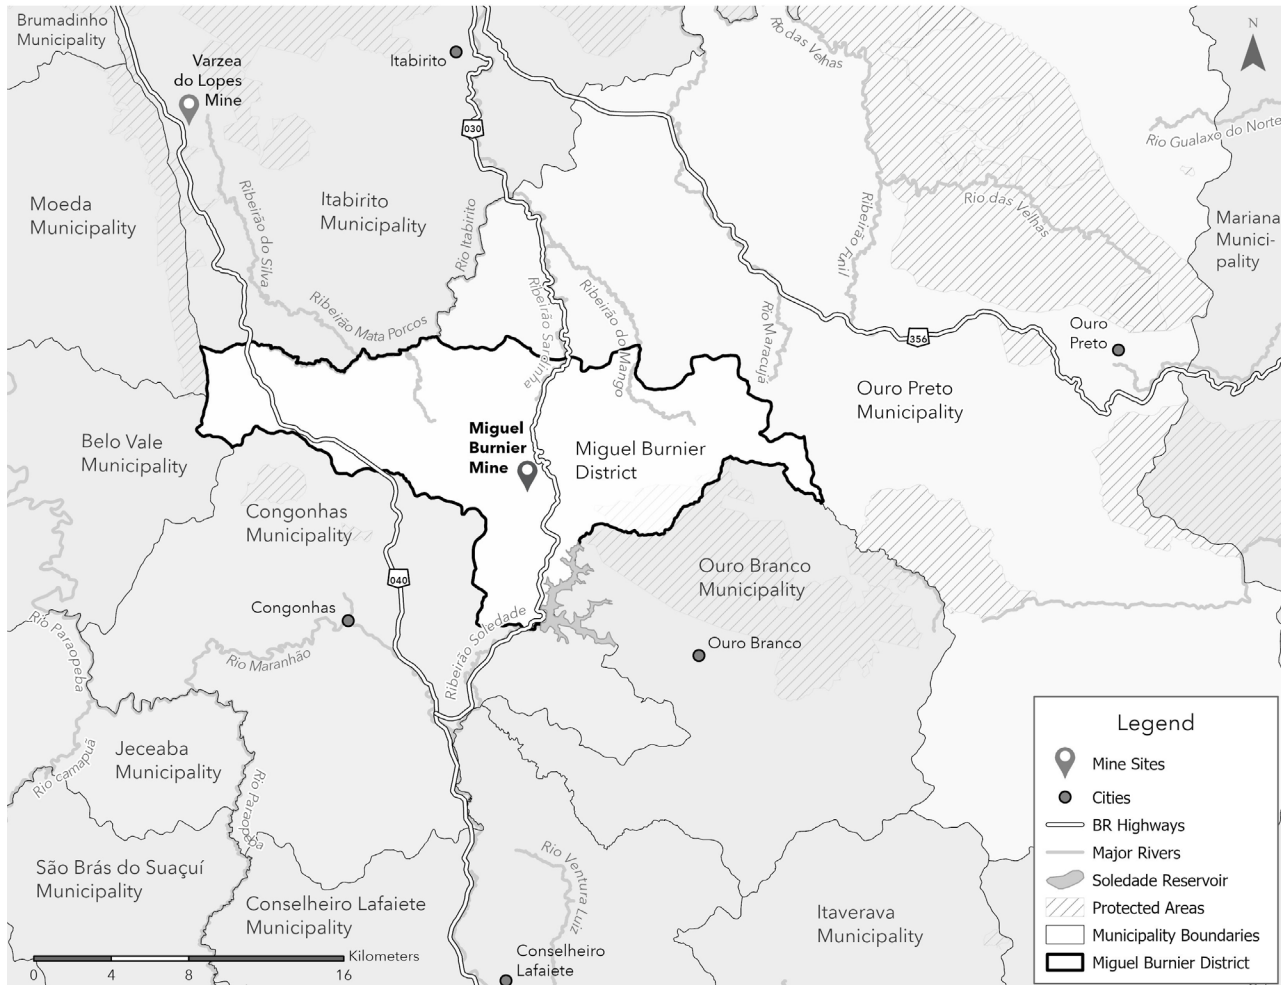 Brumadinho
Municipality
Varzea
do Lopes
Mine
Itabirito
Rio das Velhas
N
030
Rio Gualaxo do Norte
Moeda
Municipality
Itabirito
Municipality
Ribeirão do Silva
Rio Itabirito
Ribeirão Funil
Rio das Velhas
Mariana
Munici-
pality
Ribeirão Mata Porcos
Ribeirão Sardinha
Ribeirão do Mango
Rio Maracujá
356
Ouro
Preto
Ouro Preto
Municipality
Belo Vale
Municipality
Miguel
Burnier
Mine
Miguel Burnier
District
Congonhas
Municipality
040
Ouro Branco
Municipality
Congonhas
Ribeirão Soledade
Ouro Branco
Rio Paraopeba
Rio Maranhão
Jeceaba
Municipality
Rio camapuã
Rio Paraopeba
São Brás do Suaçuí
Municipality
Conselheiro Lafaiete
Municipality
Rio Ventura Luiz
Itaverava
Municipality
Conselheiro
Lafaiete
Kilometers
0 4 8 16
Legend
Mine Sites
Cities
BR Highways
Major Rivers
Soledade Reservoir
Protected Areas
Municipality Boundaries
Miguel Burnier District